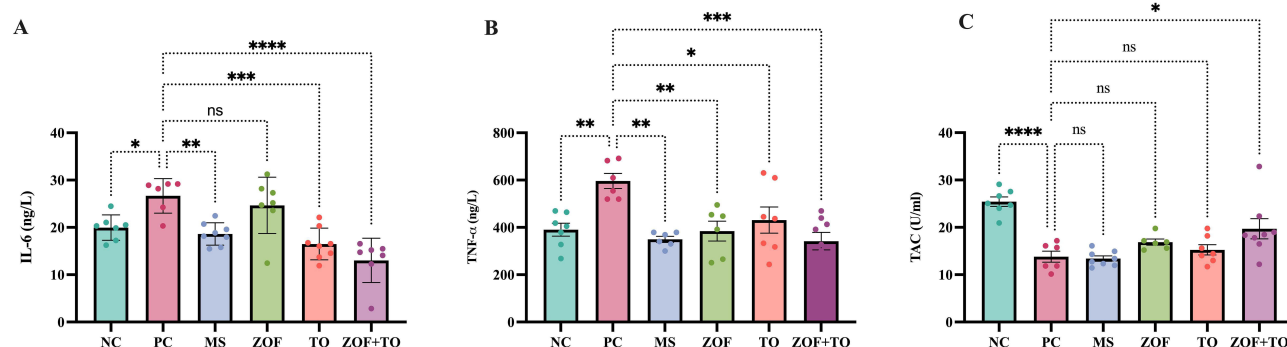 A
****
***
ns
*
**
IL-6 (ng/L)
40
30
20
10
0
NC
PC
MS
ZOF
TO
ZOF+TO
B
***
*
**
**
**
TNF-α (ng/L)
800
600
400
200
0
NC
PC
MS
ZOF
TO
ZOF+TO
C
*
ns
ns
****
ns
TAC (U/ml)
40
30
20
10
0
NC
PC
MS
ZOF
TO
ZOF+TO